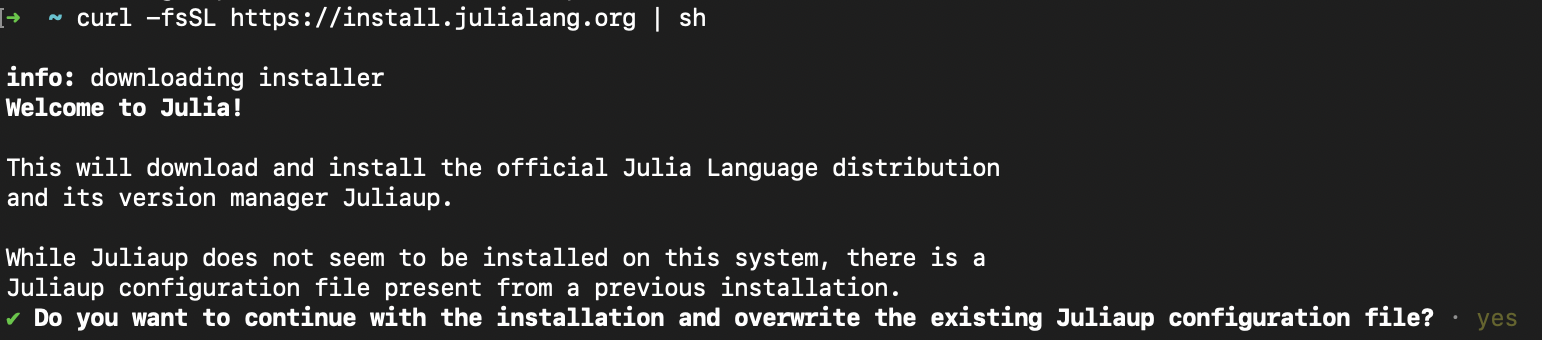 [➜  ~ curl -fsSL https://install.julialang.org | sh
info: downloading installer
Welcome to Julia!
This will download and install the official Julia Language distribution
and its version manager Juliaup.
While Juliaup does not seem to be installed on this system, there is a
Juliaup configuration file present from a previous installation.
✔ Do you want to continue with the installation and overwrite the existing Juliaup configuration file? · yes